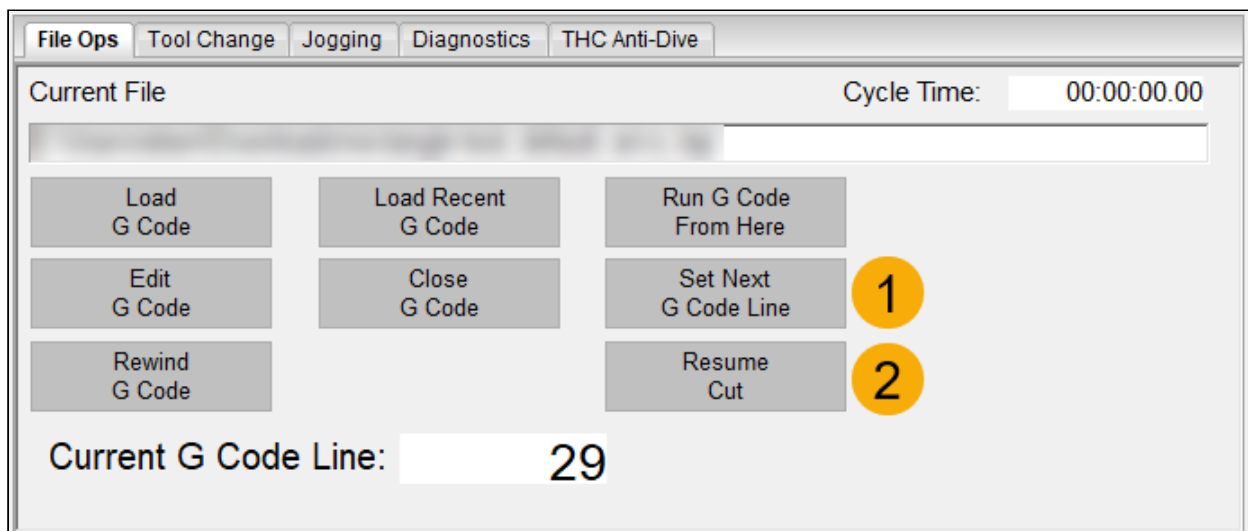 File Ops Tool Change Jogging Diagnostics THC Anti-Dive
Current File Cycle Time: 00:00:00.00
Load Load Recent Run G Code
G Code G Code From Here
Edit Close Set Next
G Code G Code G Code Line 1
Rewind Resume
G Code Cut 2
Current G Code Line: 29